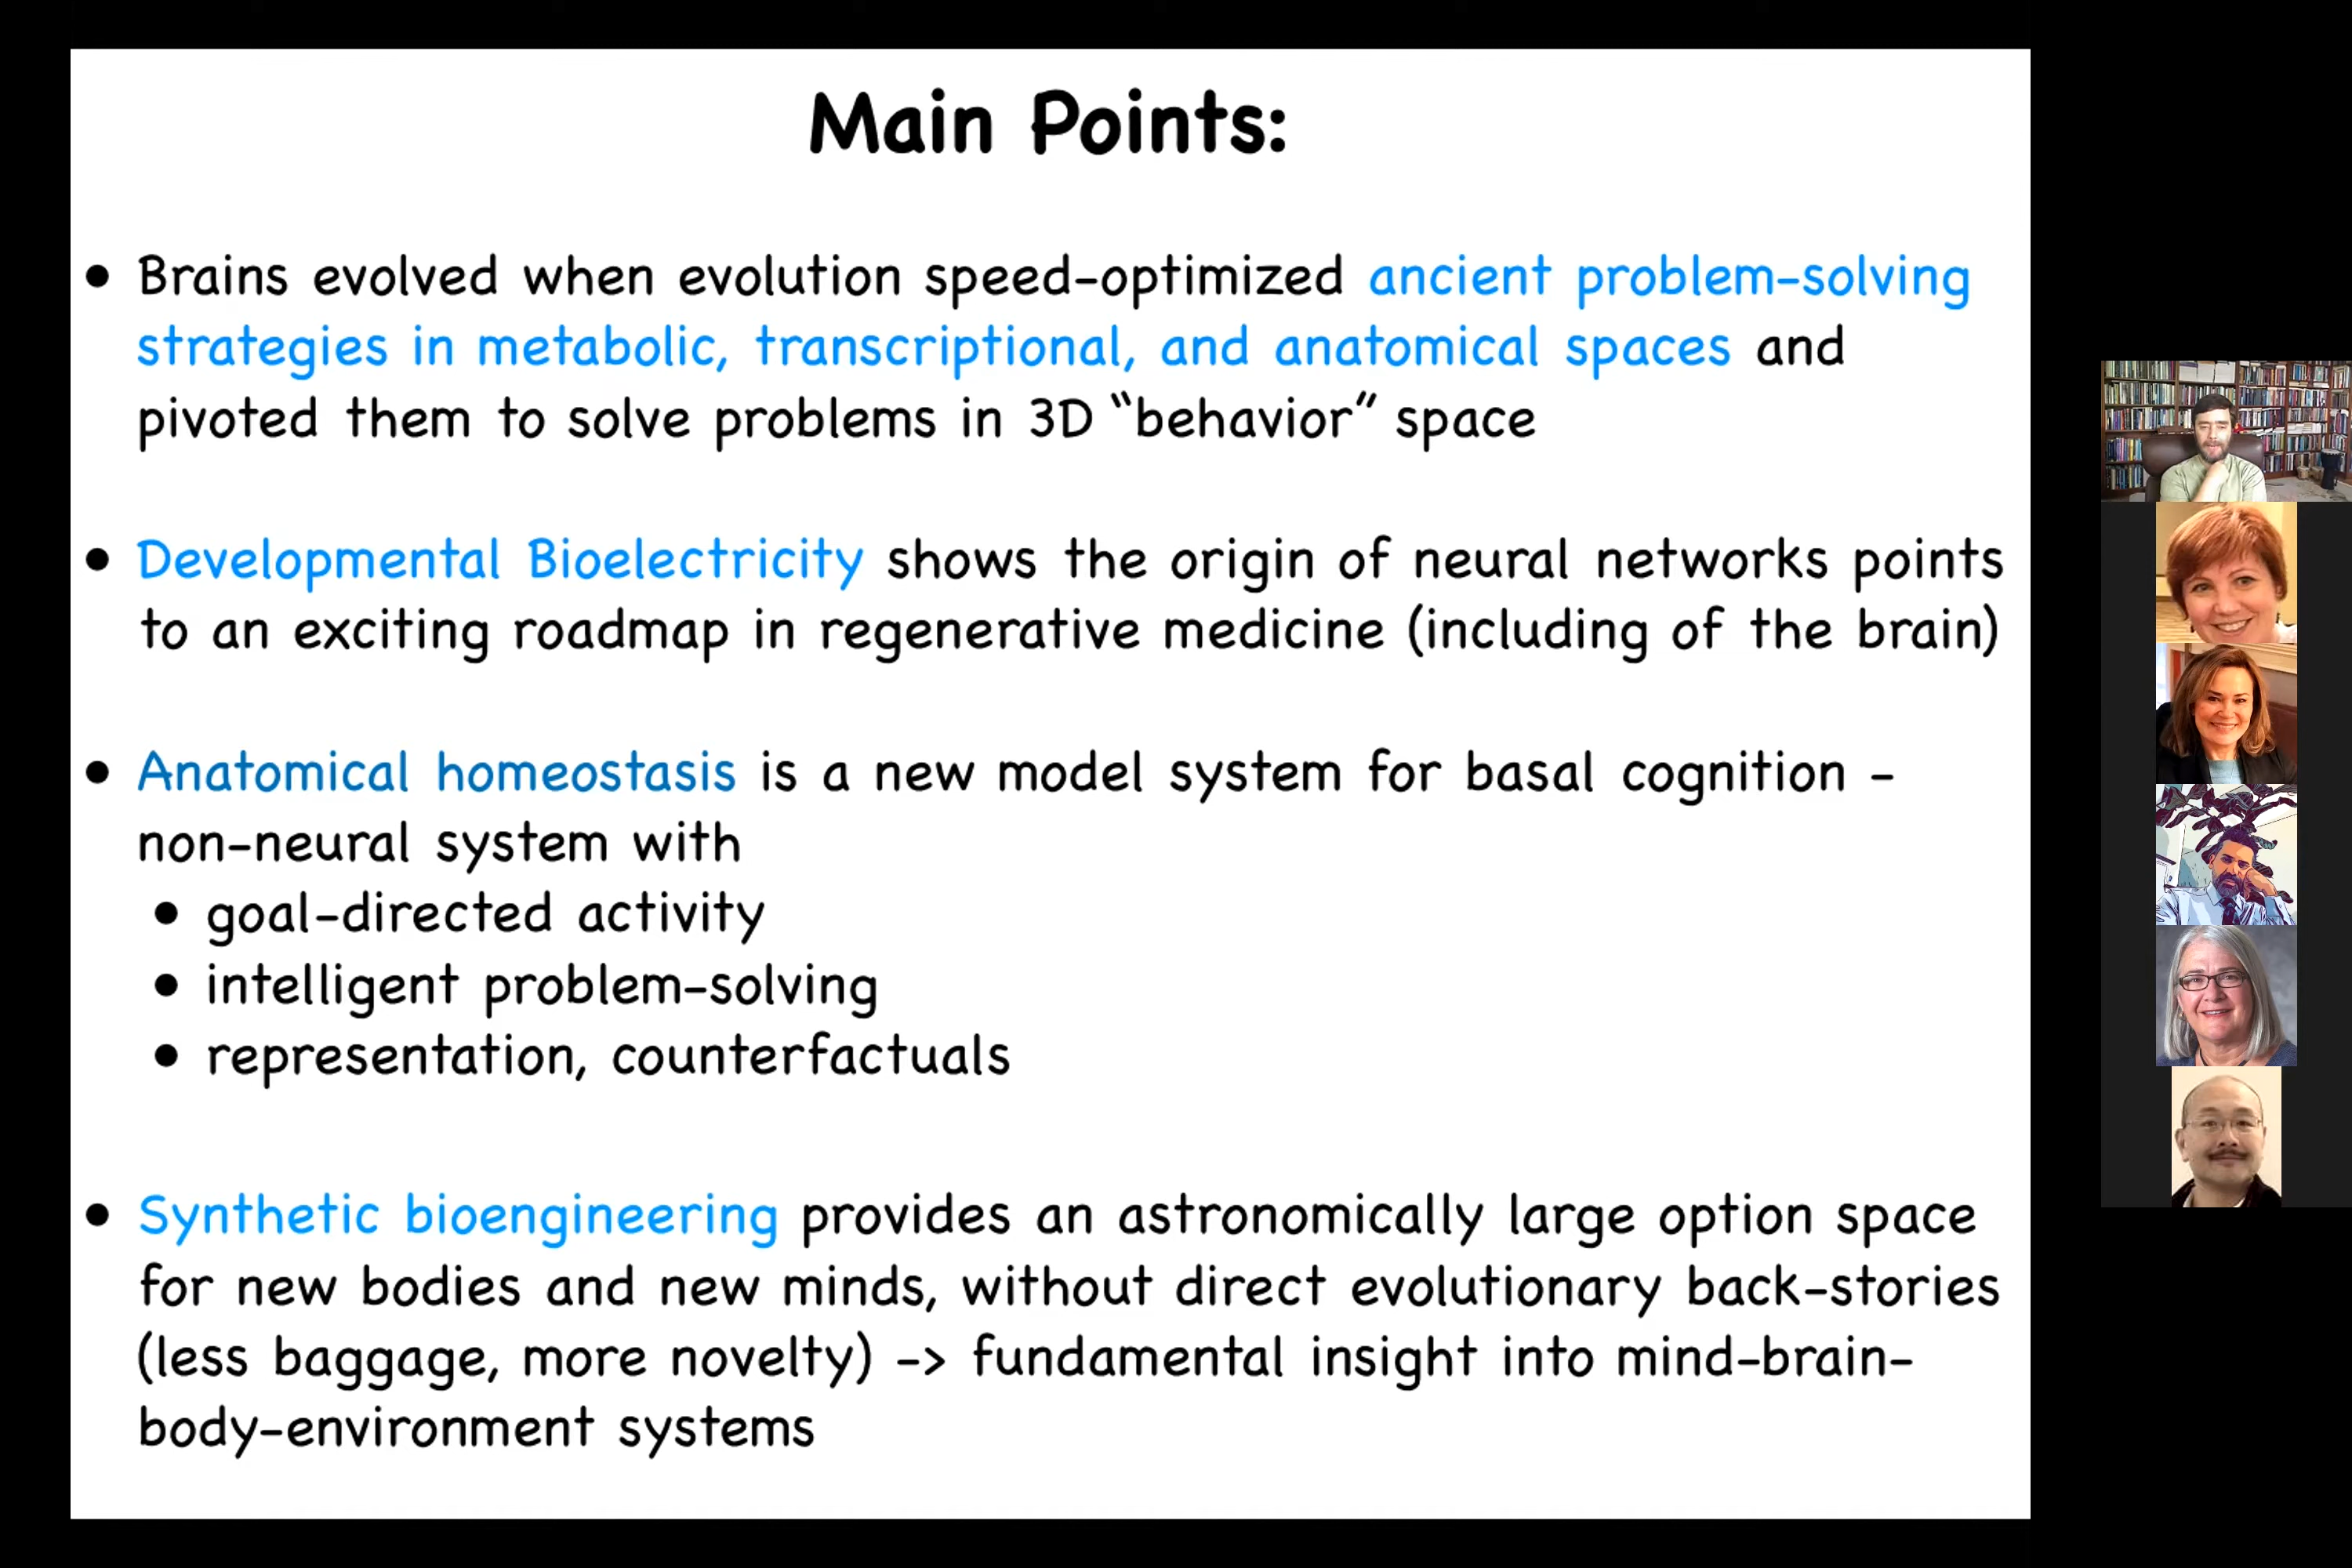 Main Points:
• Brains evolved when evolution speed-optimized ancient problem-solving
strategies in metabolic, transcriptional, and anatomical spaces and
pivoted them to solve problems in 3D “behavior” space
• Developmental Bioelectricity shows the origin of neural networks points
to an exciting roadmap in regenerative medicine (including of the brain)
• Anatomical homeostasis is a new model system for basal cognition -
non-neural system with
• goal-directed activity
• intelligent problem-solving
• representation, counterfactuals
• Synthetic bioengineering provides an astronomically large option space
for new bodies and new minds, without direct evolutionary back-stories
(less baggage, more novelty) -> fundamental insight into mind-brain-
body-environment systems